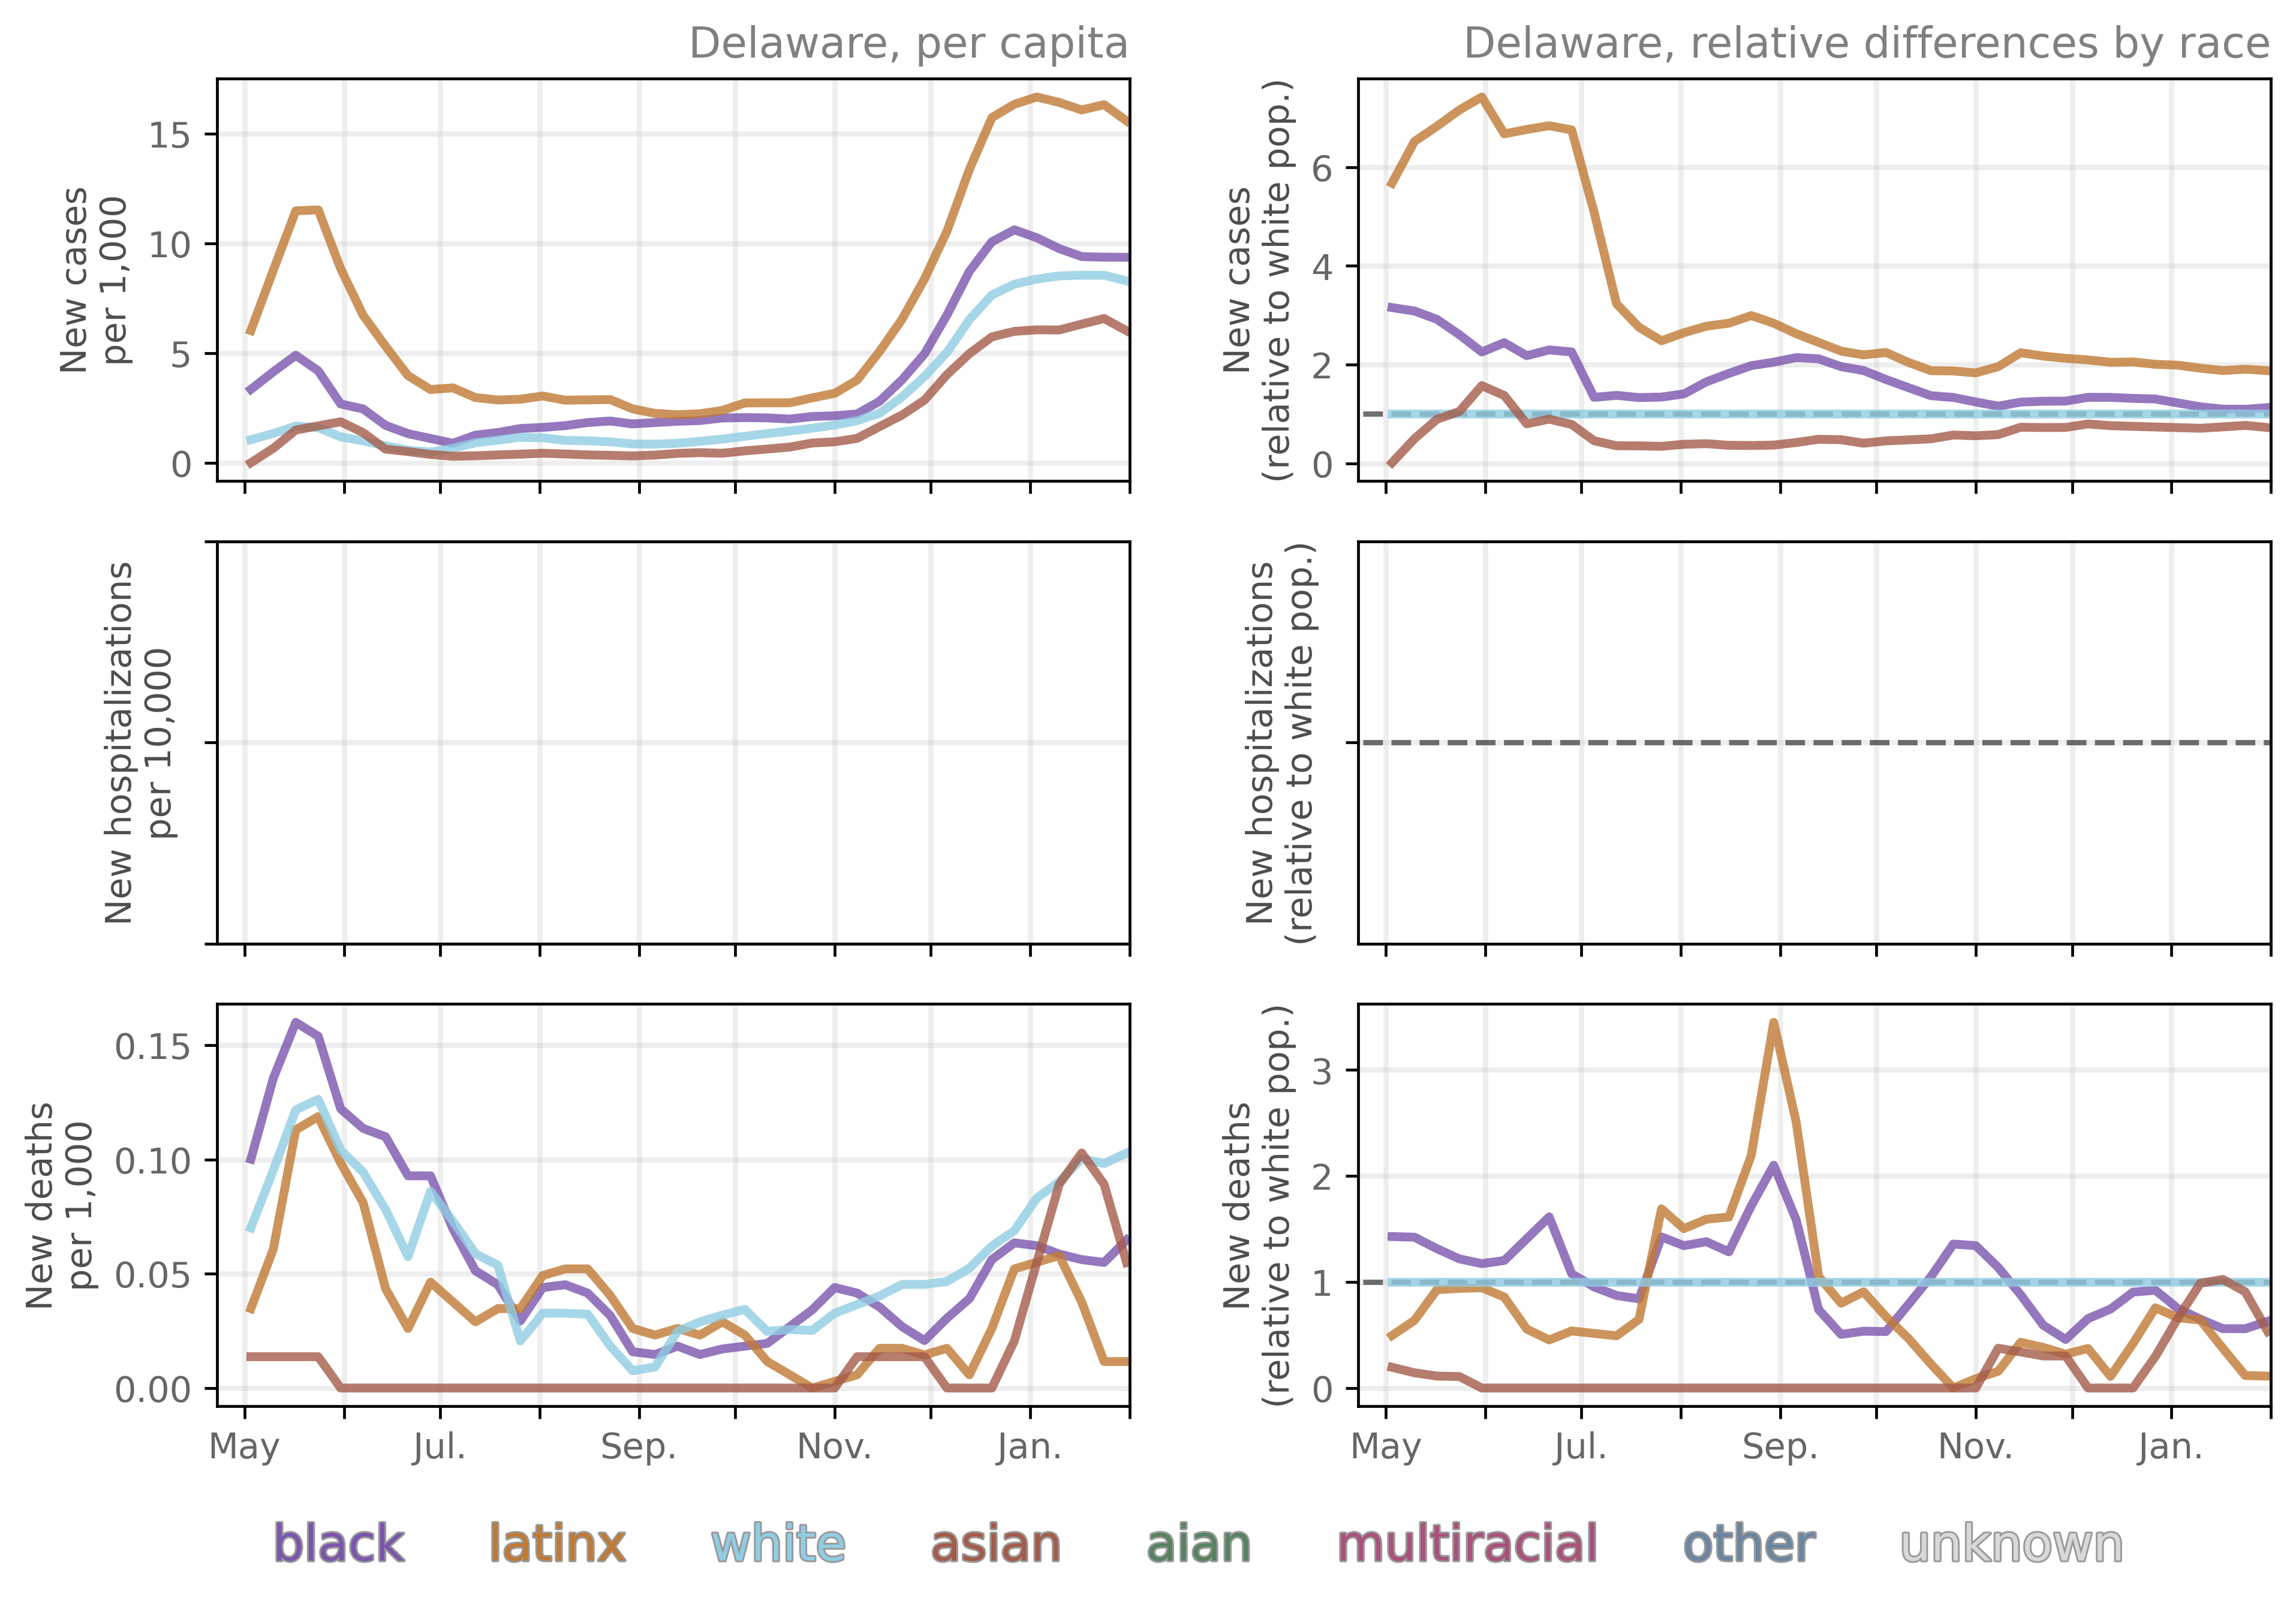 Delaware, per capita
Delaware, relative differences by race
New cases
per 1,000
15
10
5
0
New cases
(relative to white pop.)
6
4
2
0
New hospitalizations
per 10,000
New hospitalizations
(relative to white pop.)
New deaths
per 1,000
0.15
0.10
0.05
0.00
May
Jul.
Sep.
Nov.
Jan.
New deaths
(relative to white pop.)
3
2
1
0
May
Jul.
Sep.
Nov.
Jan.
black latinx white asian aian multiracial other unknown